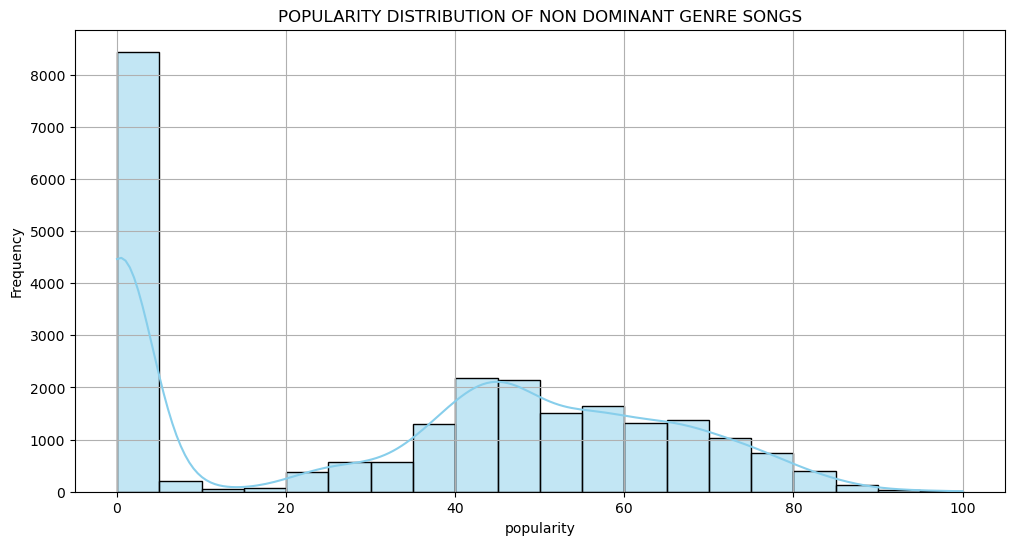 POPULARITY DISTRIBUTION OF NON DOMINANT GENRE SONGS
Frequency
8000
7000
6000
5000
4000
3000
2000
1000
0
0 20 40 60 80 100
popularity